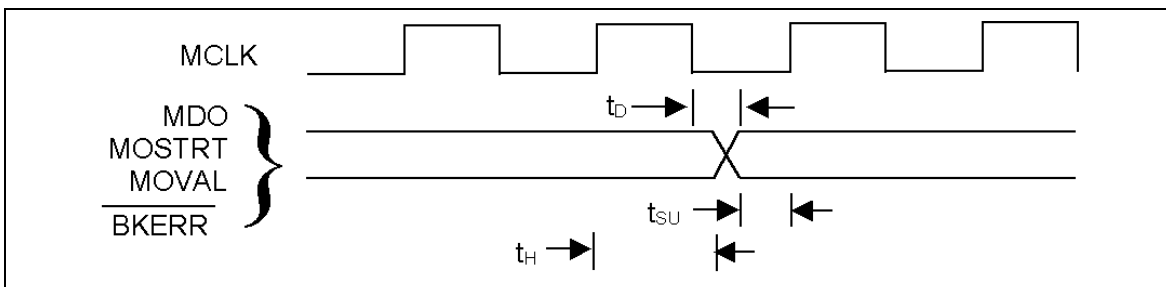 MCLK
MDO
tD
MOSTRT
MOVAL
BKERR
tSU
tH